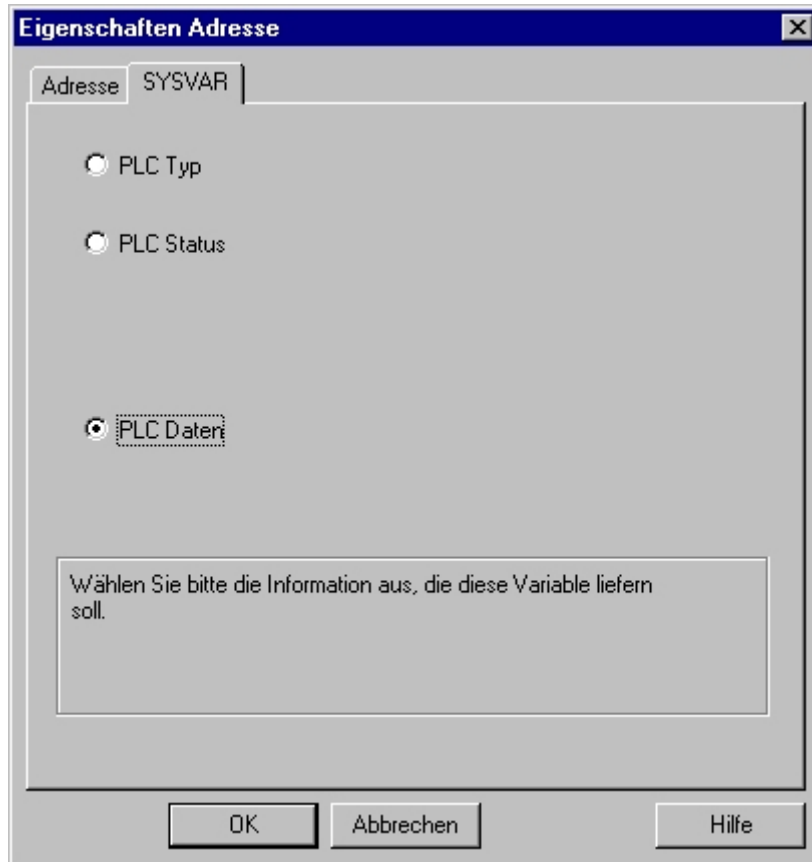 Eigenschaften Adresse
Adresse
SYSVAR
PLC Typ
PLC Status
PLC Daten
Wählen Sie bitte die Information aus, die diese Variable liefern
soll.
OK
Abbrechen
Hilfe